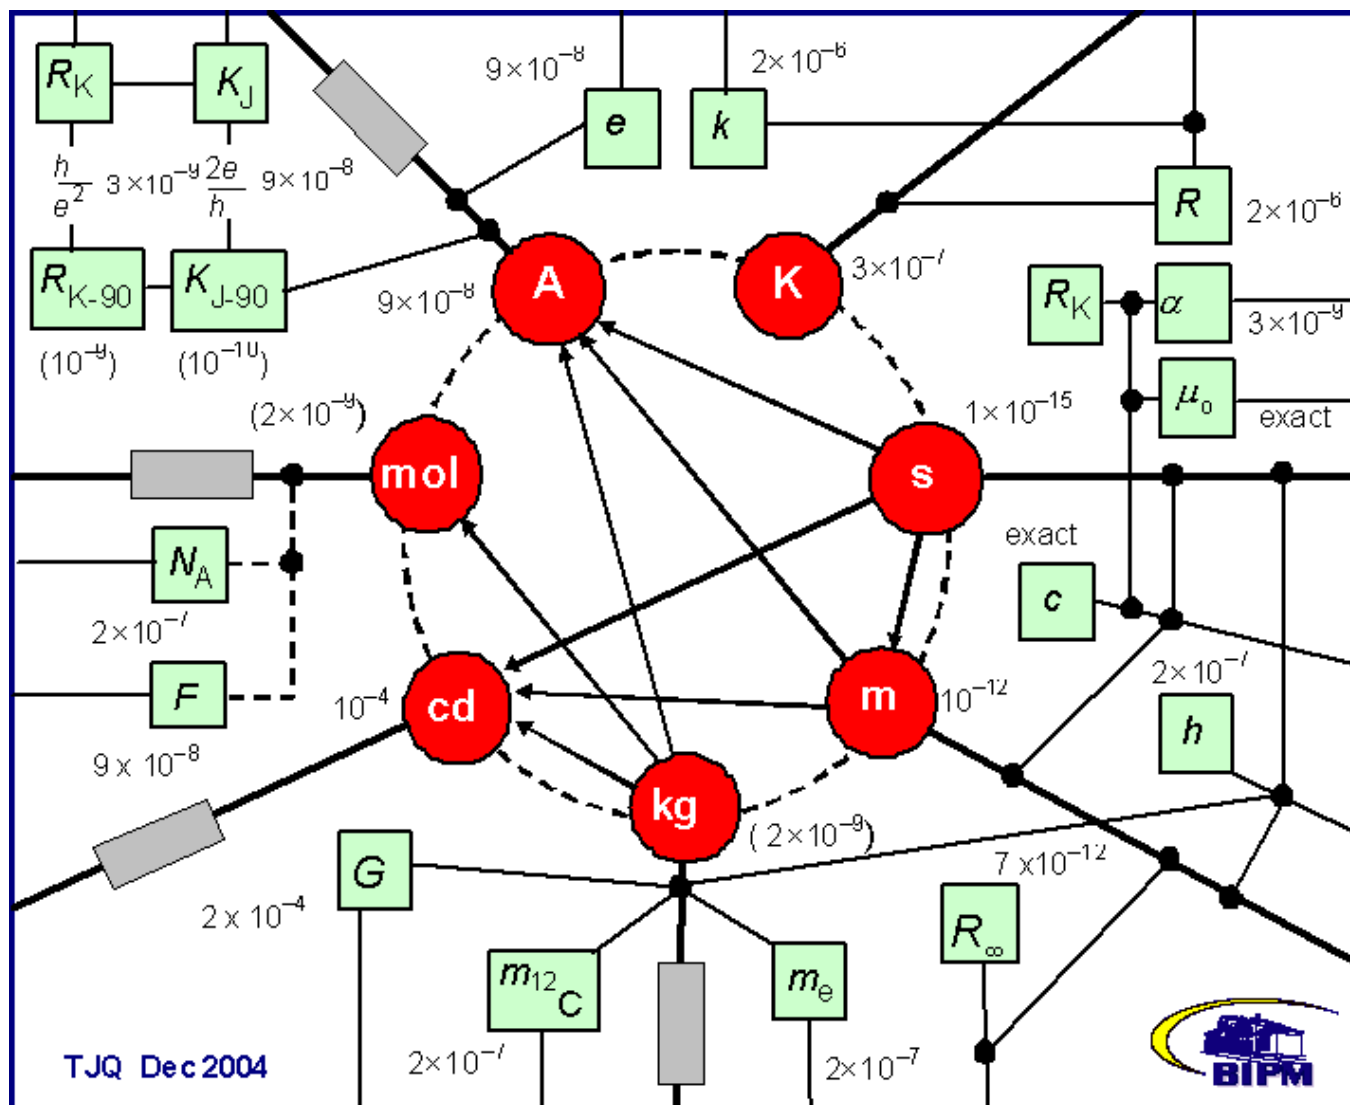 R_K
K_J
9×10⁻⁸
2×10⁻⁶
e
k
h/e²
3×10⁻⁹
2e/h
9×10⁻⁸
R
2×10⁻⁶
R_K-90
K_J-90
(10⁻⁹)
(10⁻¹⁰)
A
9×10⁻⁸
K
3×10⁻⁷
R_K
α
3×10⁻⁹
μ₀
exact
(2×10⁻⁹)
mol
s
1×10⁻¹⁵
exact
c
N_A
2×10⁻⁷
F
9 x 10⁻⁸
10⁻⁴
cd
m
10⁻¹²
2×10⁻⁷
h
kg
( 2×10⁻⁹)
7 x10⁻¹²
G
2 x 10⁻⁴
m₁₂C
2×10⁻⁷
mₑ
2×10⁻⁷
R∞
TJQ Dec 2004
BIPM